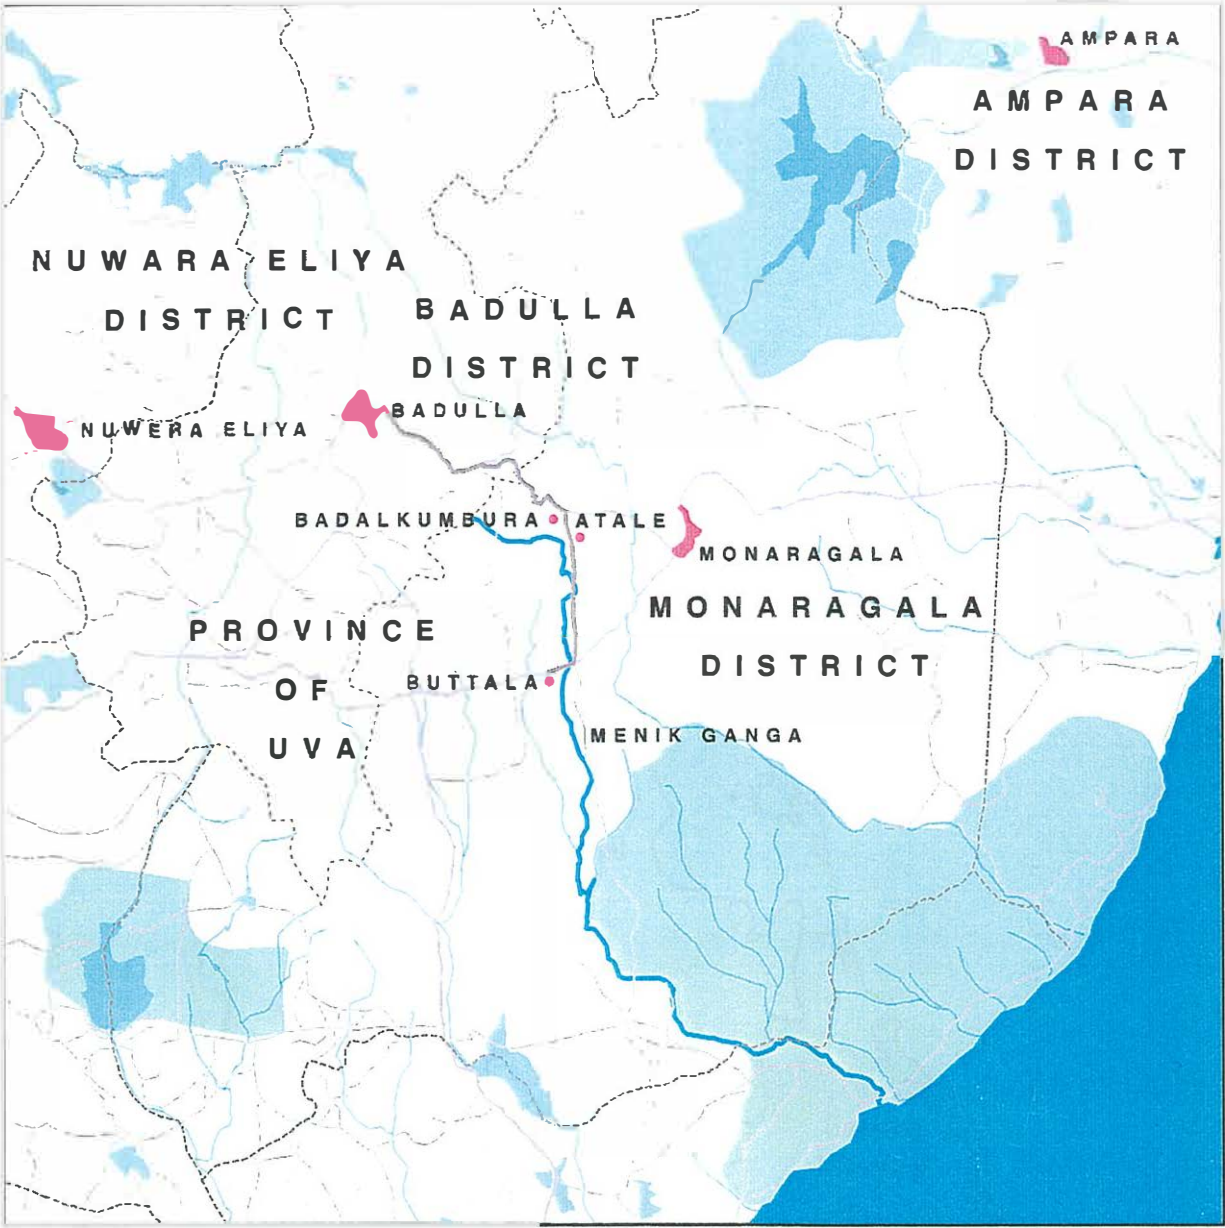 AMPARA
AMPARA
DISTRICT
NUWARA ELIYA
DISTRICT
BADULLA
DISTRICT
BADULLA
NUWERA ELIYA
BADALKUMBURA
ATALE
MONARAGALA
MONARAGALA
DISTRICT
PROVINCE
OF
UVA
BUTTALA
MENIK GANGA